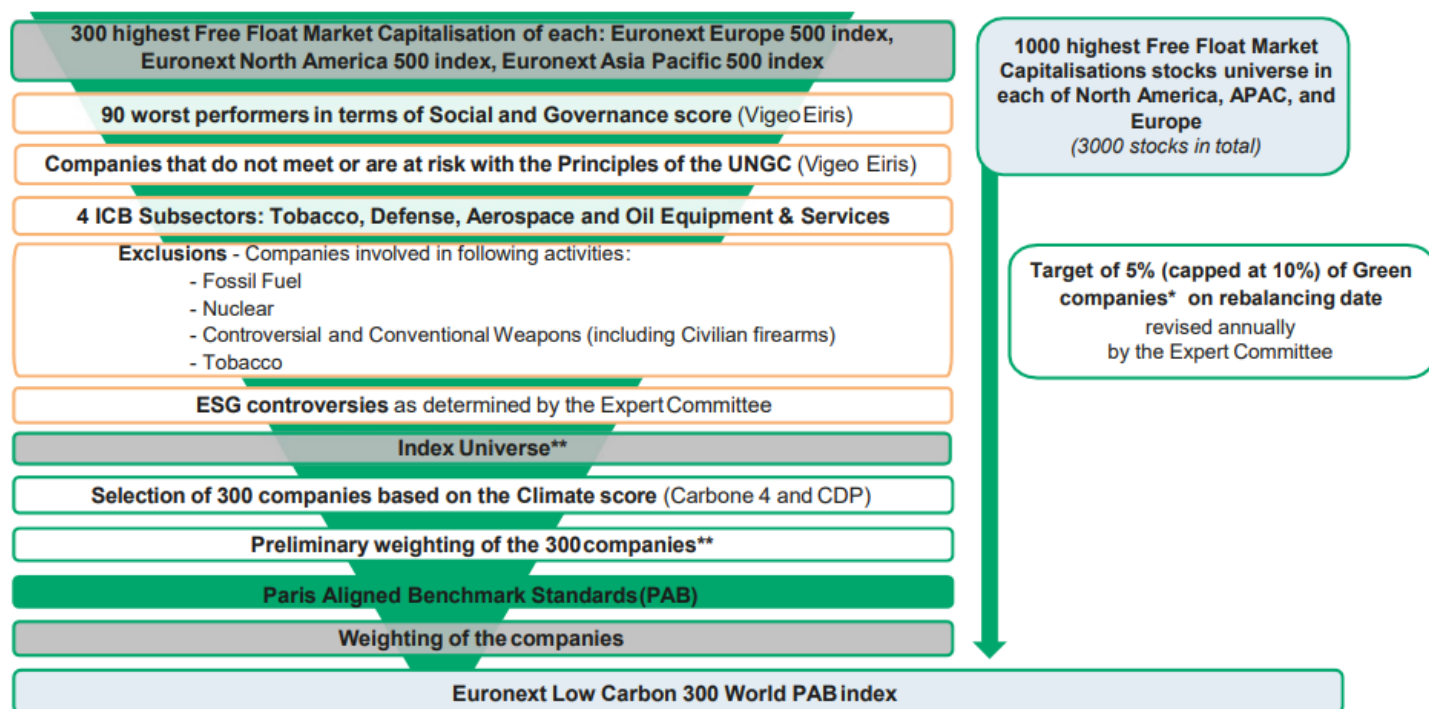 300 highest Free Float Market Capitalisation of each: Euronext Europe 500 index,
Euronext North America 500 index, Euronext Asia Pacific 500 index
90 worst performers in terms of Social and Governance score (Vigeo Eiris)
Companies that do not meet or are at risk with the Principles of the UNGC (Vigeo Eiris)
4 ICB Subsectors: Tobacco, Defense, Aerospace and Oil Equipment & Services
Exclusions - Companies involved in following activities:
- Fossil Fuel
- Nuclear
- Controversial and Conventional Weapons (including Civilian firearms)
- Tobacco
ESG controversies as determined by the Expert Committee
Index Universe**
Selection of 300 companies based on the Climate score (Carbone 4 and CDP)
Preliminary weighting of the 300 companies**
Paris Aligned Benchmark Standards (PAB)
Weighting of the companies
1000 highest Free Float Market
Capitalisations stocks universe in
each of North America, APAC, and
Europe
(3000 stocks in total)
Target of 5% (capped at 10%) of Green
companies* on rebalancing date
revised annually
by the Expert Committee
Euronext Low Carbon 300 World PAB index